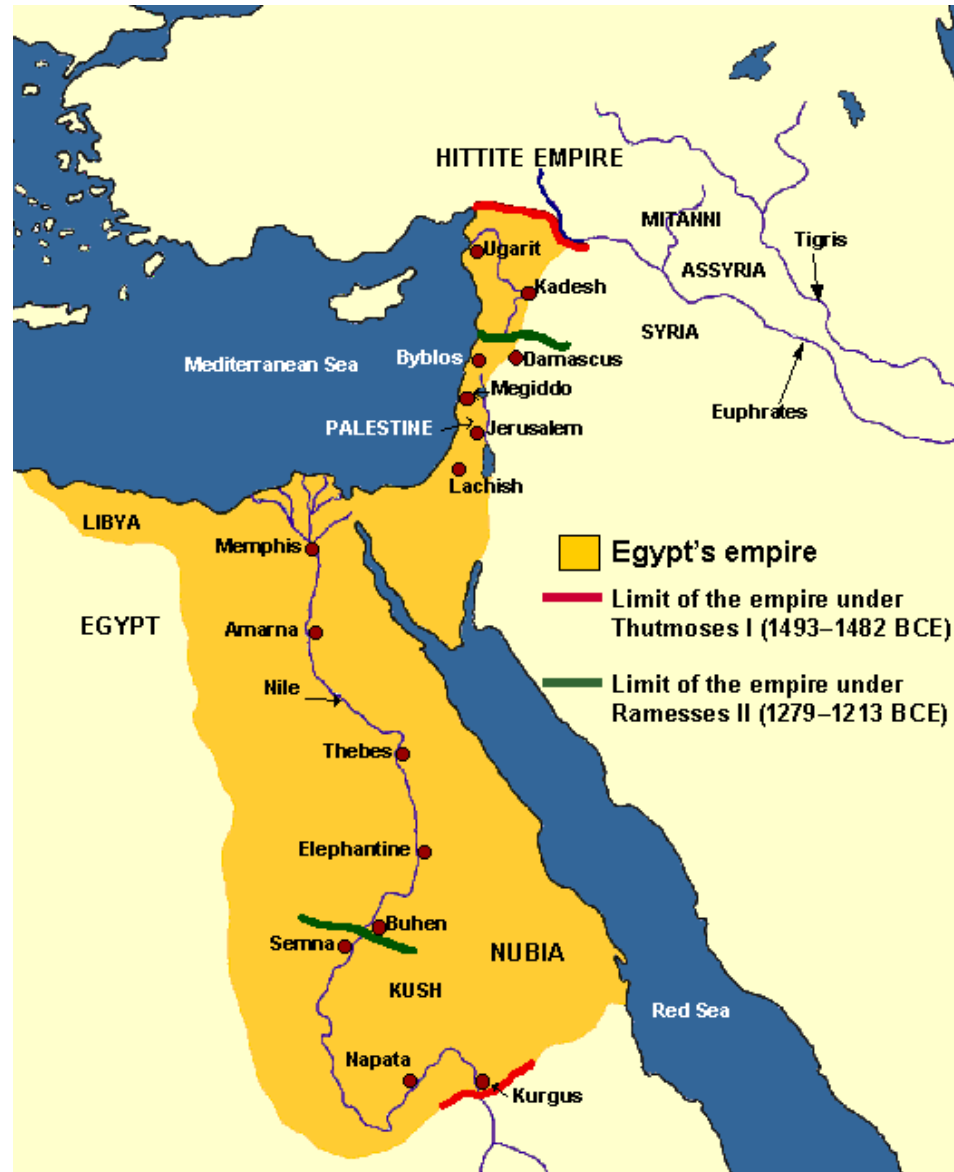 HITTITE EMPIRE
MITANNI
Tigris
Ugarit
ASSYRIA
Kadesh
SYRIA
Mediterranean Sea
Byblos
Damascus
Megiddo
Euphrates
PALESTINE
Jerusalem
Lachish
LIBYA
Memphis
Egypt's empire
Limit of the empire under
Thutmoses I (1493–1482 BCE)
EGYPT
Amarna
Nile
Limit of the empire under
Ramesses II (1279–1213 BCE)
Thebes
Elephantine
Buhen
Semna
NUBIA
KUSH
Red Sea
Napata
Kurgus